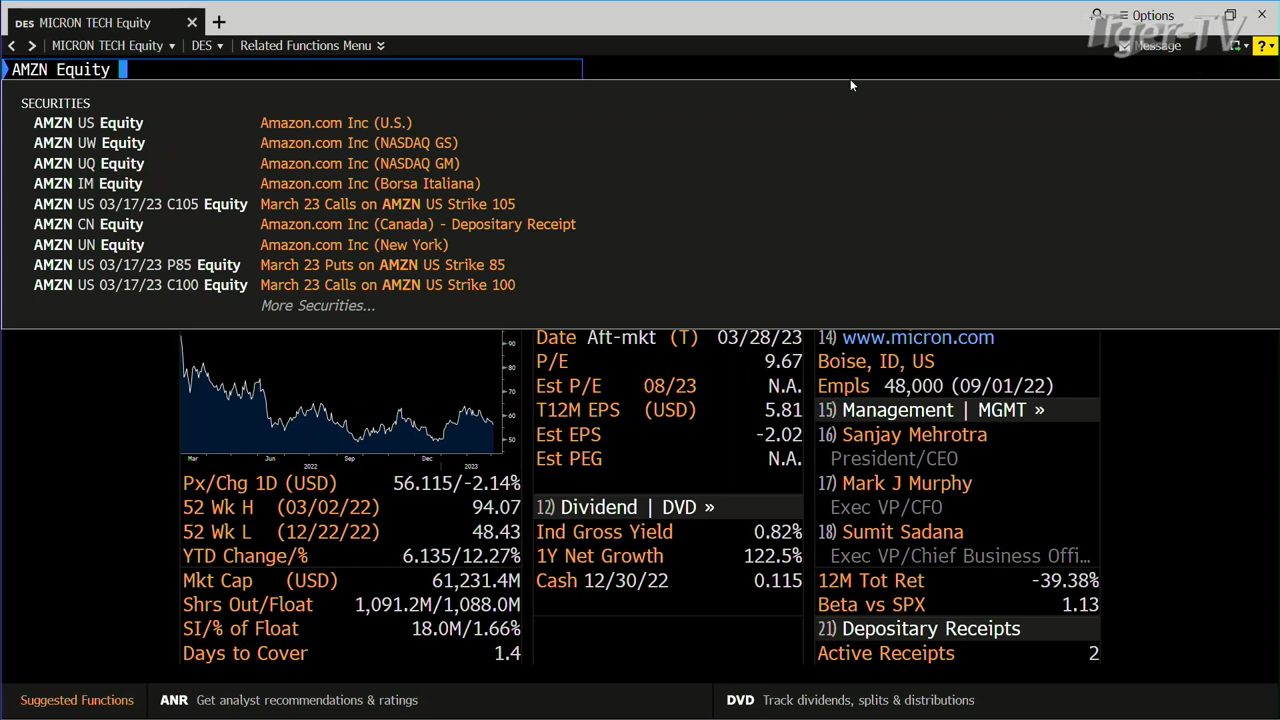 DES MICRON TECH Equity
Options
MICRON TECH Equity DES Related Functions Menu
Message ?
Tiger-TV
AMZN Equity
SECURITIES
AMZN US Equity Amazon.com Inc (U.S.)
AMZN UW Equity Amazon.com Inc (NASDAQ GS)
AMZN UQ Equity Amazon.com Inc (NASDAQ GM)
AMZN IM Equity Amazon.com Inc (Borsa Italiana)
AMZN US 03/17/23 C105 Equity March 23 Calls on AMZN US Strike 105
AMZN CN Equity Amazon.com Inc (Canada) - Depositary Receipt
AMZN UN Equity Amazon.com Inc (New York)
AMZN US 03/17/23 P85 Equity March 23 Puts on AMZN US Strike 85
AMZN US 03/17/23 C100 Equity March 23 Calls on AMZN US Strike 100
More Securities...
90
80
70
60
50
Mar Jun Sep Dec
2022 2023
Px/Chg 1D (USD) 56.115/-2.14%
52 Wk H (03/02/22) 94.07
52 Wk L (12/22/22) 48.43
YTD Change/% 6.135/12.27%
Mkt Cap (USD) 61,231.4M
Shrs Out/Float 1,091.2M/1,088.0M
SI/% of Float 18.0M/1.66%
Days to Cover 1.4
Date Aft-mkt (T) 03/28/23
P/E 9.67
Est P/E 08/23 N.A.
T12M EPS (USD) 5.81
Est EPS -2.02
Est PEG N.A.
12) Dividend | DVD »
Ind Gross Yield 0.82%
1Y Net Growth 122.5%
Cash 12/30/22 0.115
14) www.micron.com
Boise, ID, US
Empls 48,000 (09/01/22)
15) Management | MGMT »
16) Sanjay Mehrotra
President/CEO
17) Mark J Murphy
Exec VP/CFO
18) Sumit Sadana
Exec VP/Chief Business Offi...
12M Tot Ret -39.38%
Beta vs SPX 1.13
21) Depositary Receipts
Active Receipts 2
Suggested Functions ANR Get analyst recommendations & ratings DVD Track dividends, splits & distributions